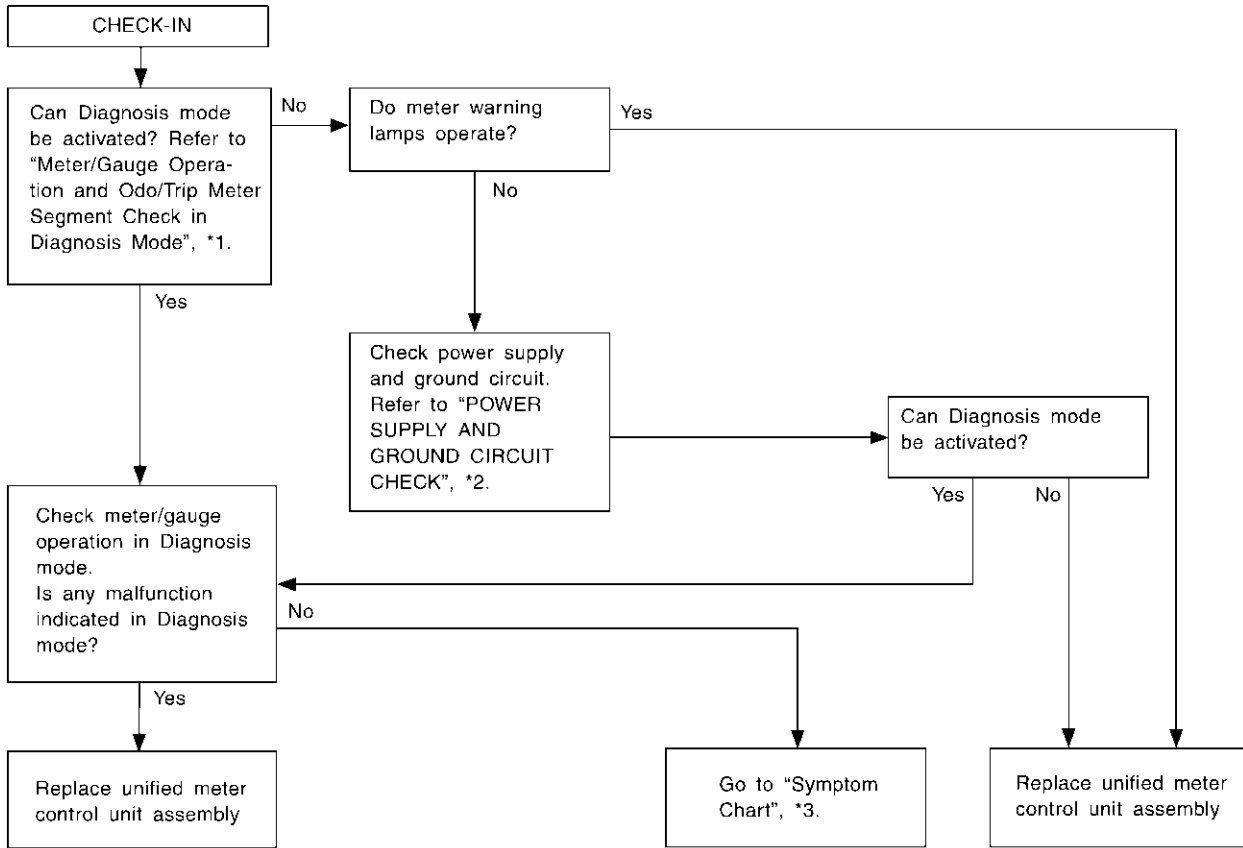 CHECK-IN
Can Diagnosis mode
be activated? Refer to
“Meter/Gauge Opera-
tion and Odo/Trip Meter
Segment Check in
Diagnosis Mode”, *1.
No
Do meter warning
lamps operate?
Yes
No
Yes
Check power supply
and ground circuit.
Refer to “POWER
SUPPLY AND
GROUND CIRCUIT
CHECK”, *2.
Can Diagnosis mode
be activated?
Yes
No
Check meter/gauge
operation in Diagnosis
mode.
Is any malfunction
indicated in Diagnosis
mode?
No
Yes
Replace unified meter
control unit assembly
Go to “Symptom
Chart”, *3.
Replace unified meter
control unit assembly